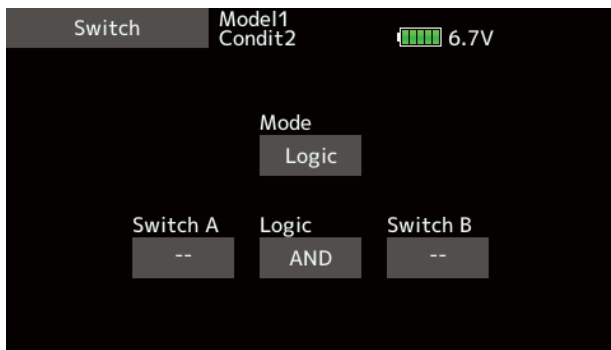 Switch
Model1
Condit2
6.7V
Mode
Logic
Switch A Logic Switch B
-- AND --